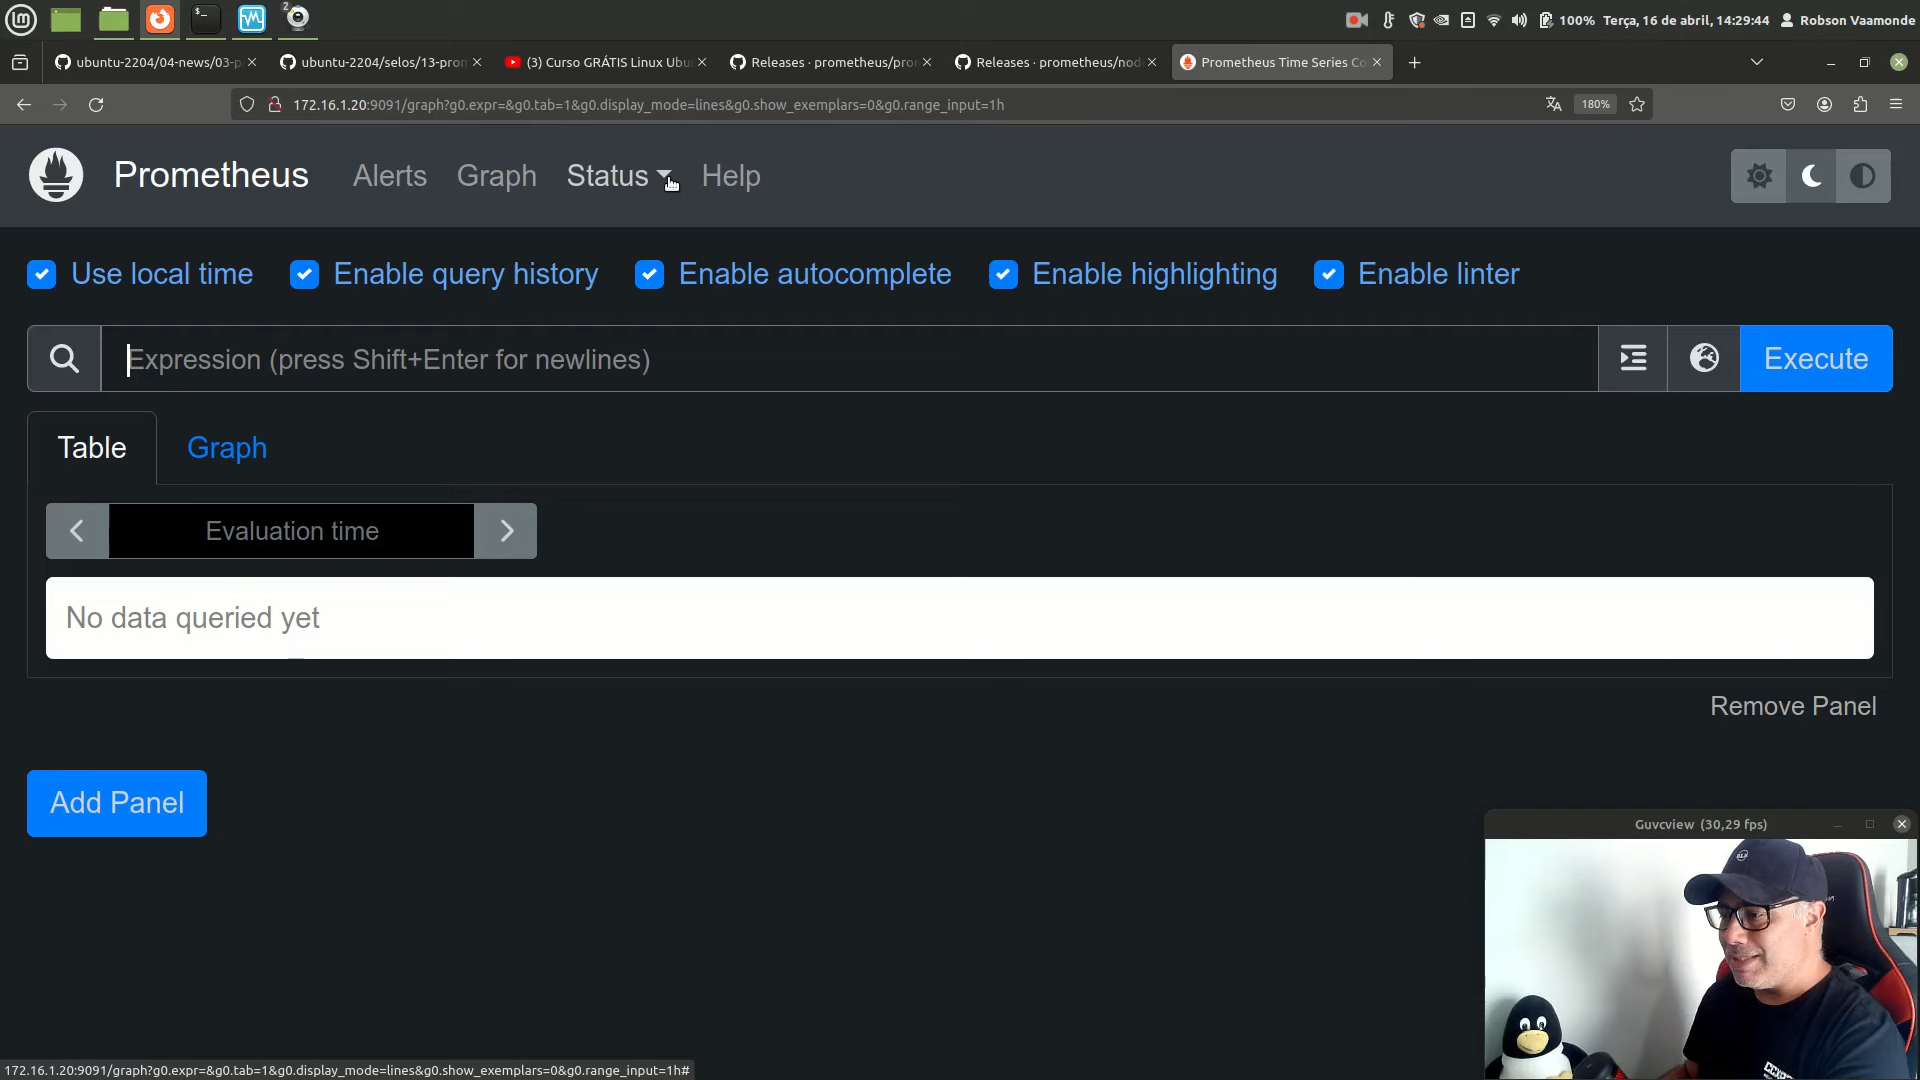 2
100% Terça, 16 de abril, 14:29:44 Robson Vaamonde
ubuntu-2204/04-news/03-p
ubuntu-2204/selos/13-pron
(3) Curso GRÁTIS Linux Ubu
Releases · prometheus/pron
Releases · prometheus/nod
Prometheus Time Series Co
172.16.1.20:9091/graph?g0.expr=&g0.tab=1&g0.display_mode=lines&g0.show_exemplars=0&g0.range_input=1h
180%
Prometheus Alerts Graph Status Help
Use local time Enable query history Enable autocomplete Enable highlighting Enable linter
Expression (press Shift+Enter for newlines)
Execute
Table Graph
Evaluation time
No data queried yet
Remove Panel
Add Panel
Guvcview (30,29 fps)
172.16.1.20:9091/graph?g0.expr=&g0.tab=1&g0.display_mode=lines&g0.show_exemplars=0&g0.range_input=1h#